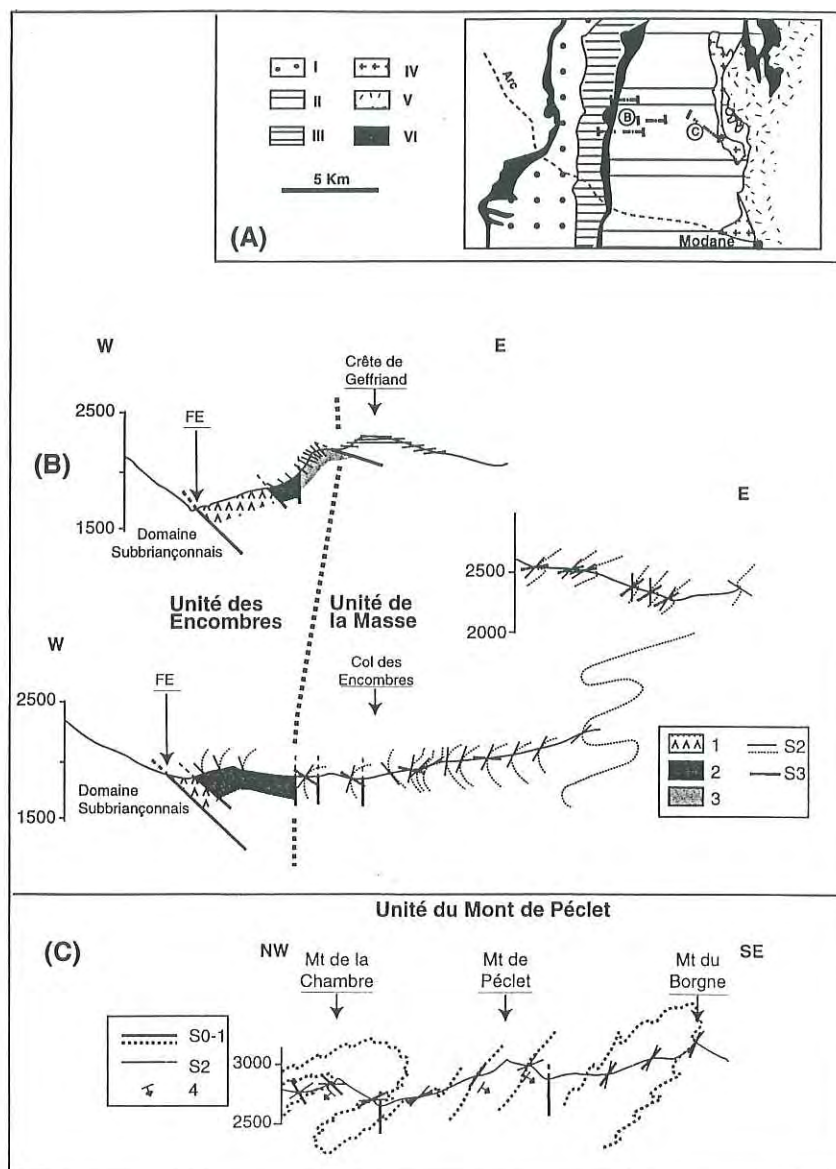 I
IV
II
V
III
VI
5 Km
(A)
Arc
B
C
Modane
W
E
Crête de
Geffriand
2500
FE
(B)
1500
Domaine
Subbriançonnais
E
2500
2000
Unité des
Encombres
Unité de
la Masse
W
FE
Col des
Encombres
2500
1500
Domaine
Subbriançonnais
1
S2
2
S3
3
Unité du Mont de Péclet
(C)
NW
SE
Mt de la
Chambre
Mt de
Péclet
Mt du
Borgne
S0-1
S2
4
3000
2500